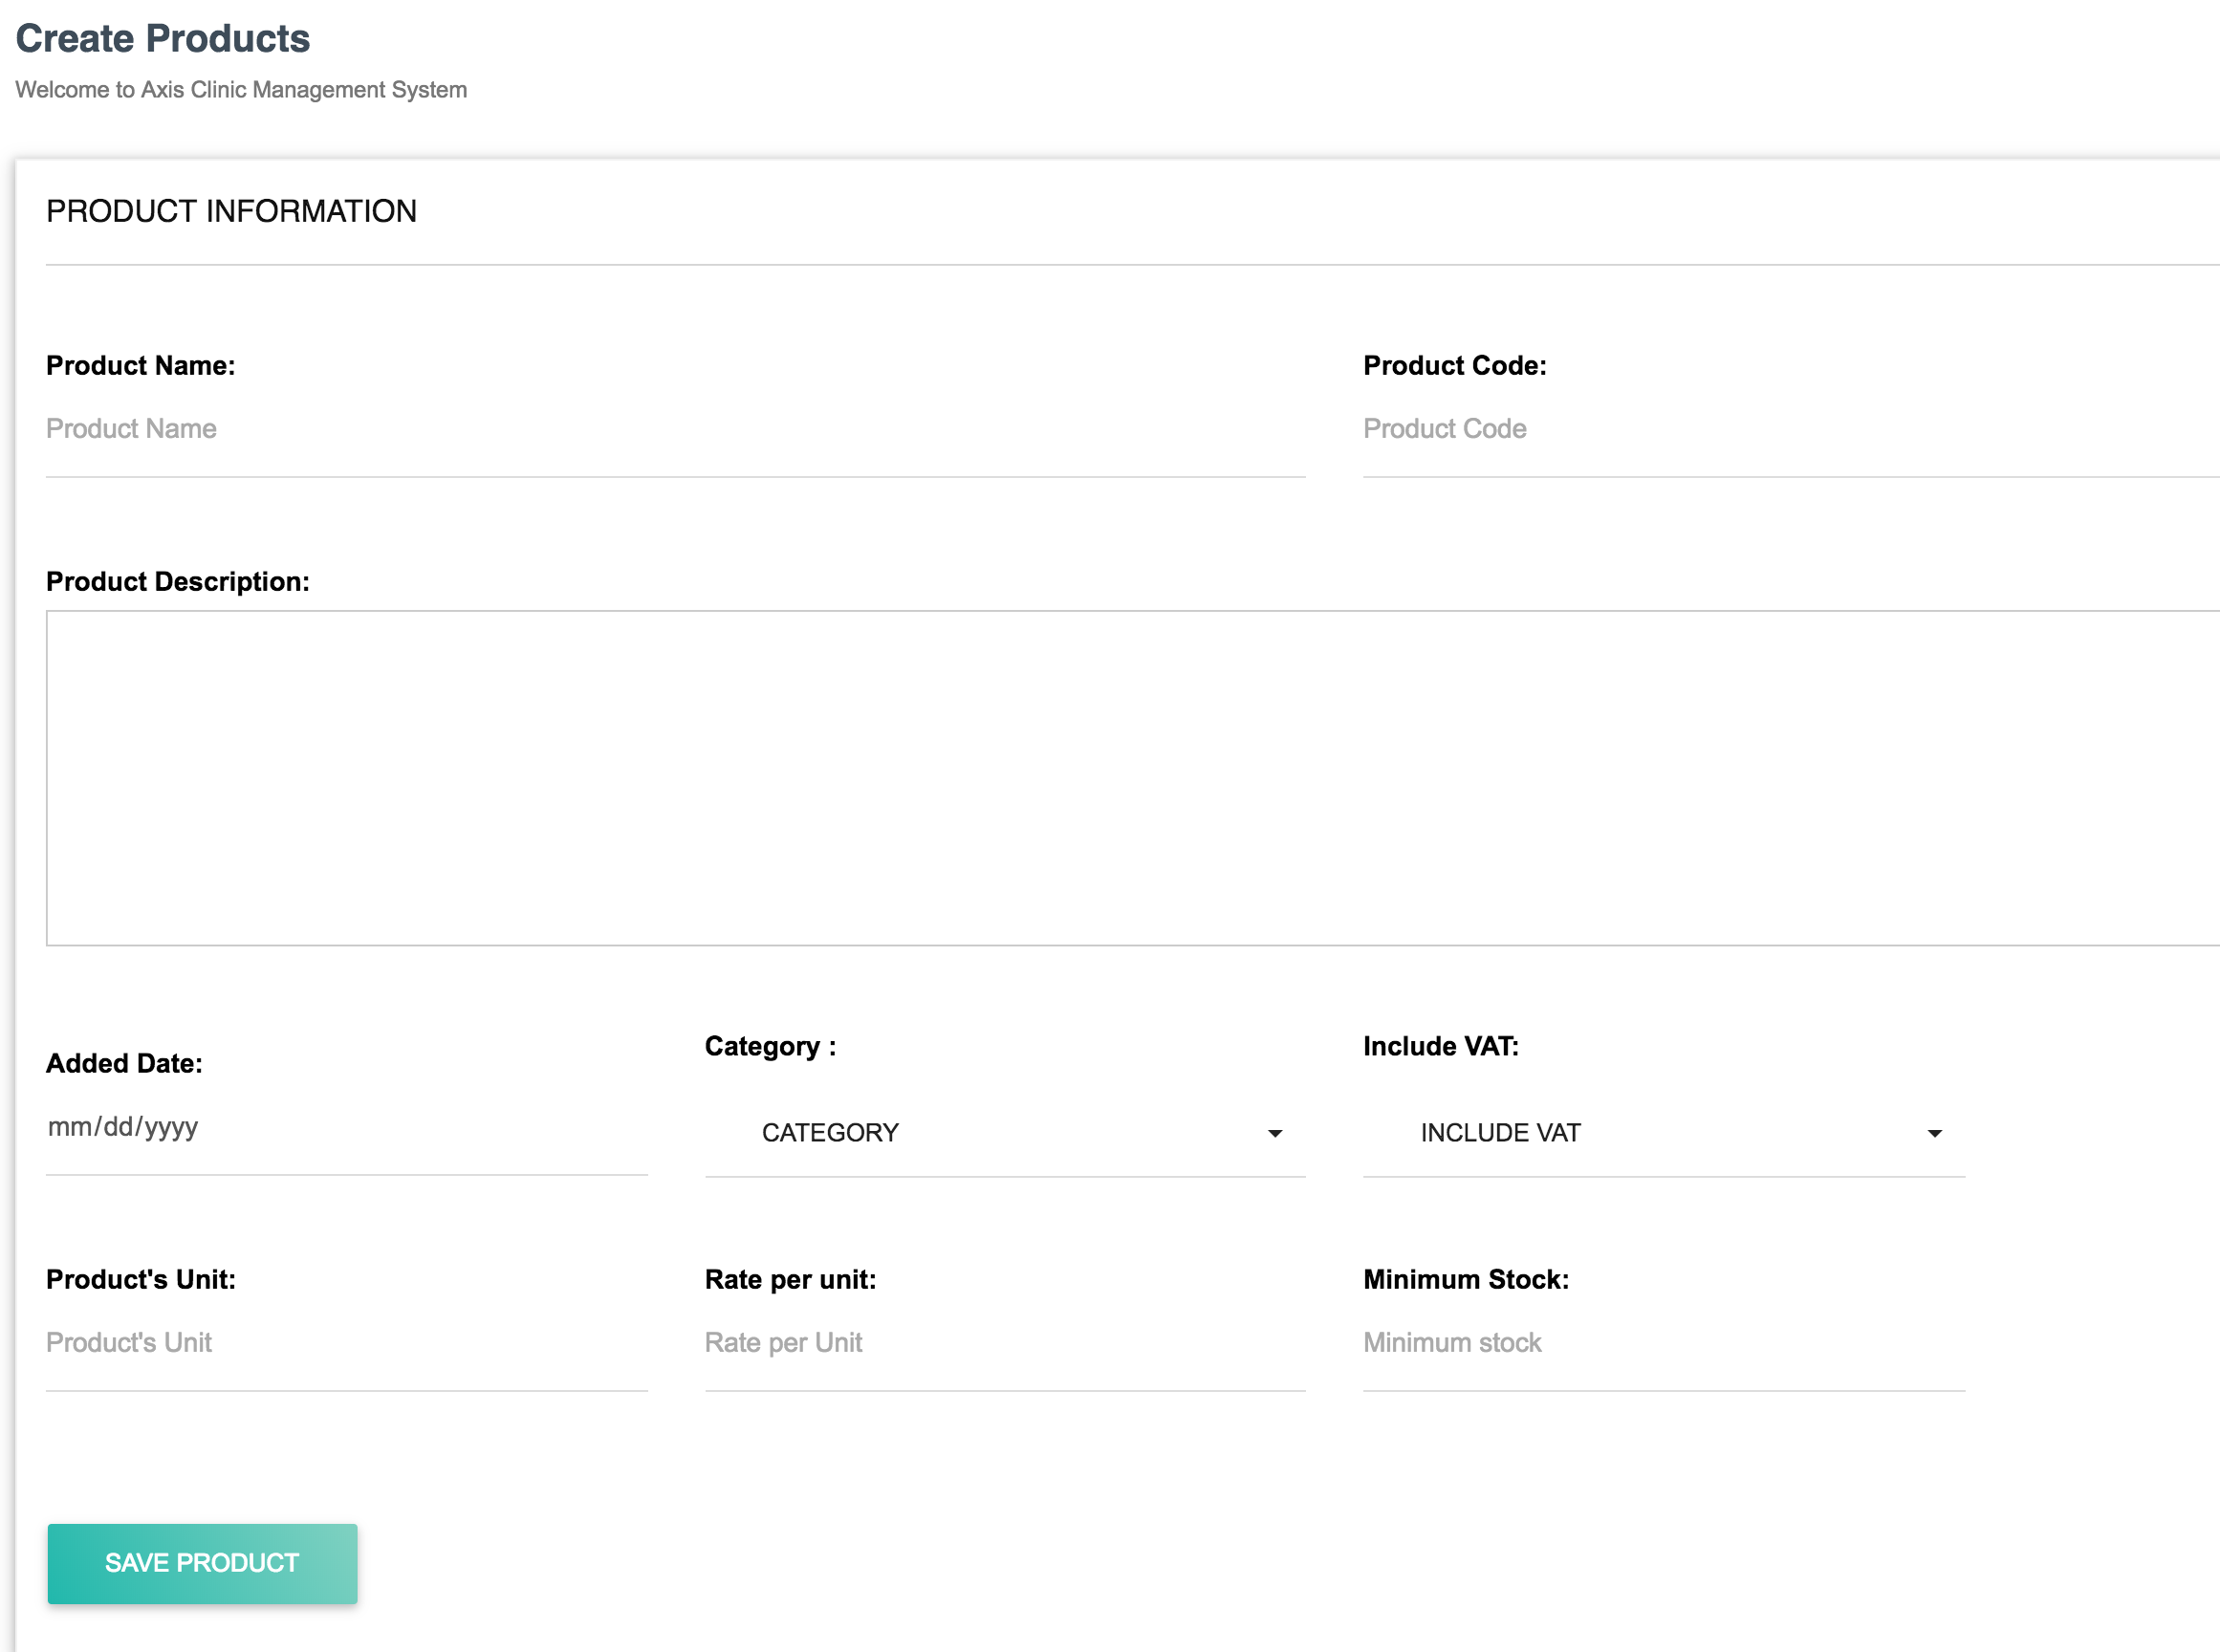 Create Products
Welcome to Axis Clinic Management System
PRODUCT INFORMATION
Product Name:
Product Code:
Product Name
Product Code
Product Description:
Added Date:
Category :
Include VAT:
mm/dd/yyyy
CATEGORY
INCLUDE VAT
Product's Unit:
Rate per unit:
Minimum Stock:
Product's Unit
Rate per Unit
Minimum stock
SAVE PRODUCT